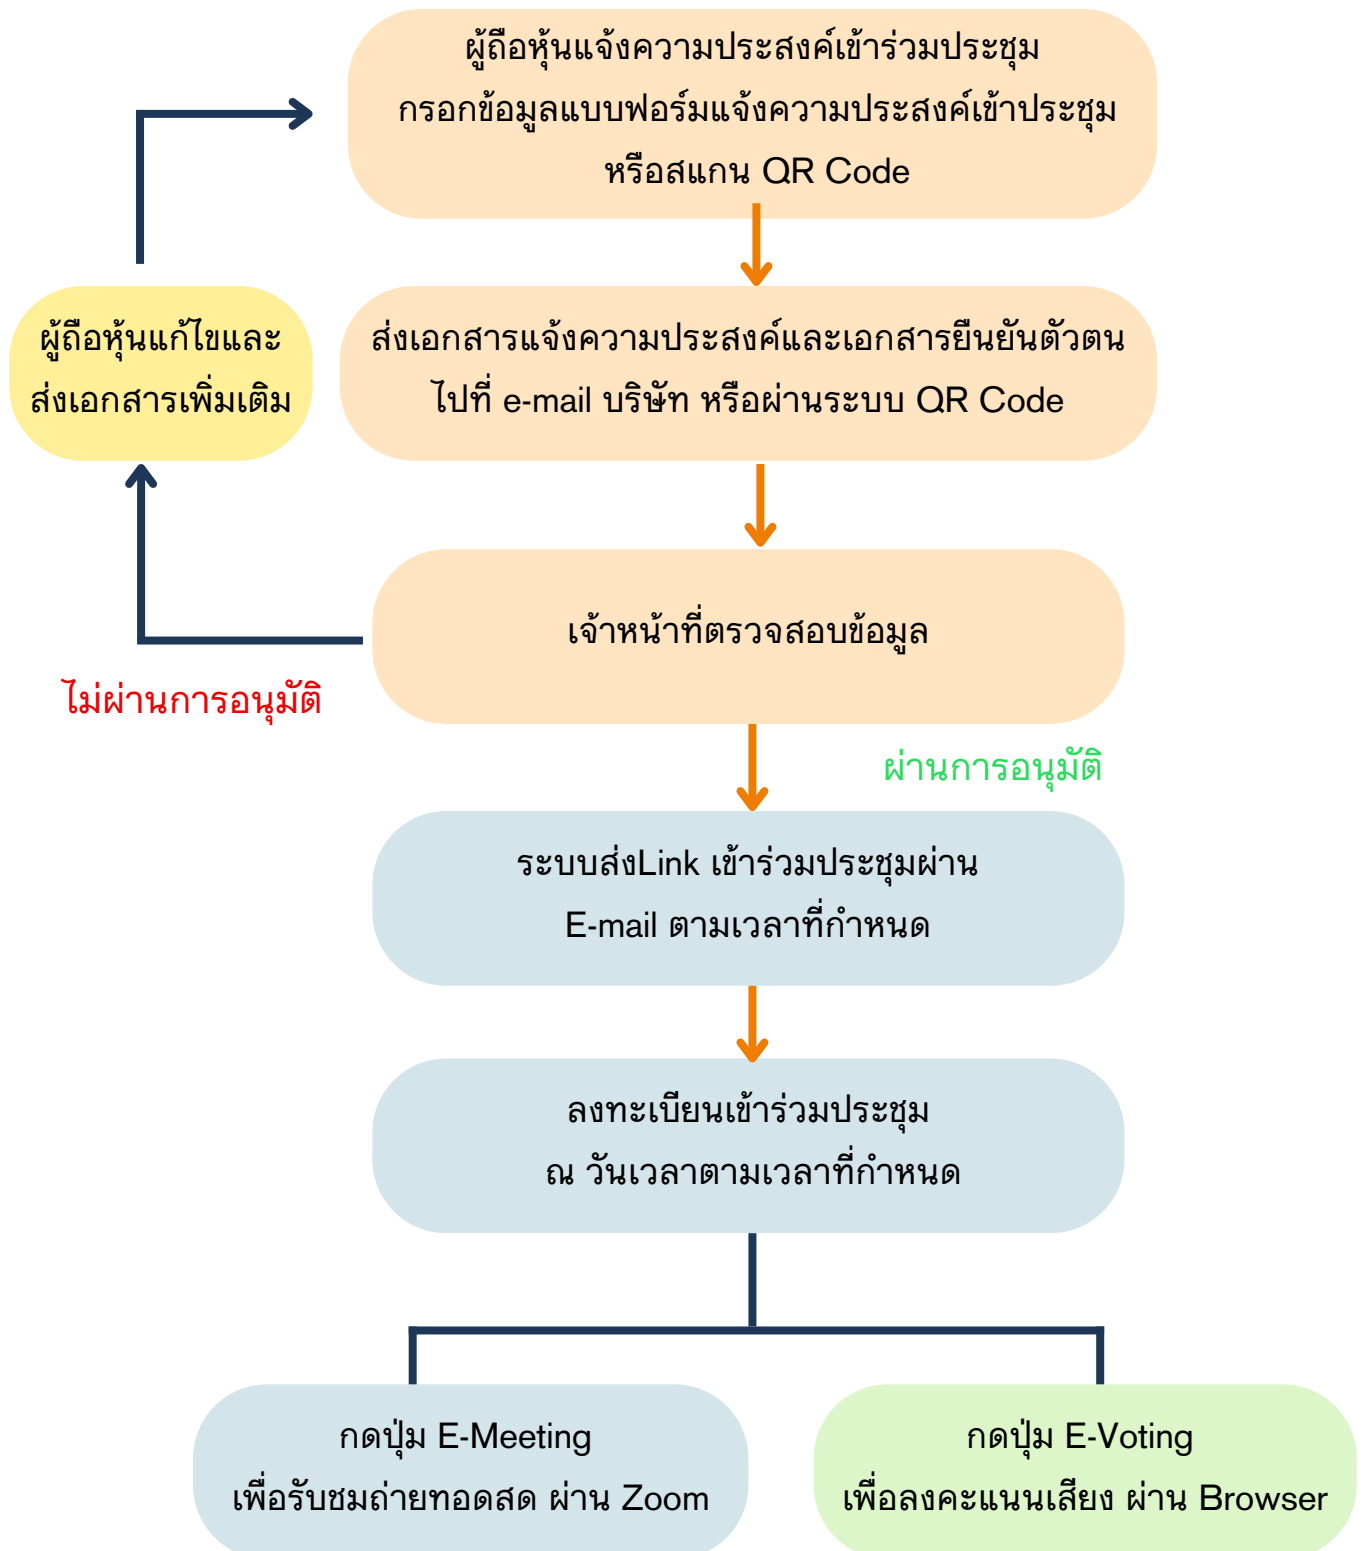 ผู้ถือหุ้นแจ้งความประสงค์เข้าร่วมประชุม
กรอกข้อมูลแบบฟอร์มแจ้งความประสงค์เข้าประชุม
หรือสแกน QR Code
ผู้ถือหุ้นแก้ไขและ
ส่งเอกสารเพิ่มเติม
ส่งเอกสารแจ้งความประสงค์และเอกสารยืนยันตัวตน
ไปที่ e-mail บริษัท หรือผ่านระบบ QR Code
เจ้าหน้าที่ตรวจสอบข้อมูล
ไม่ผ่านการอนุมัติ
ผ่านการอนุมัติ
ระบบส่งLink เข้าร่วมประชุมผ่าน
E-mail ตามเวลาที่กำหนด
ลงทะเบียนเข้าร่วมประชุม
ณ วันเวลาตามเวลาที่กำหนด
กดปุ่ม E-Meeting
เพื่อรับชมถ่ายทอดสด ผ่าน Zoom
กดปุ่ม E-Voting
เพื่อลงคะแนนเสียง ผ่าน Browser